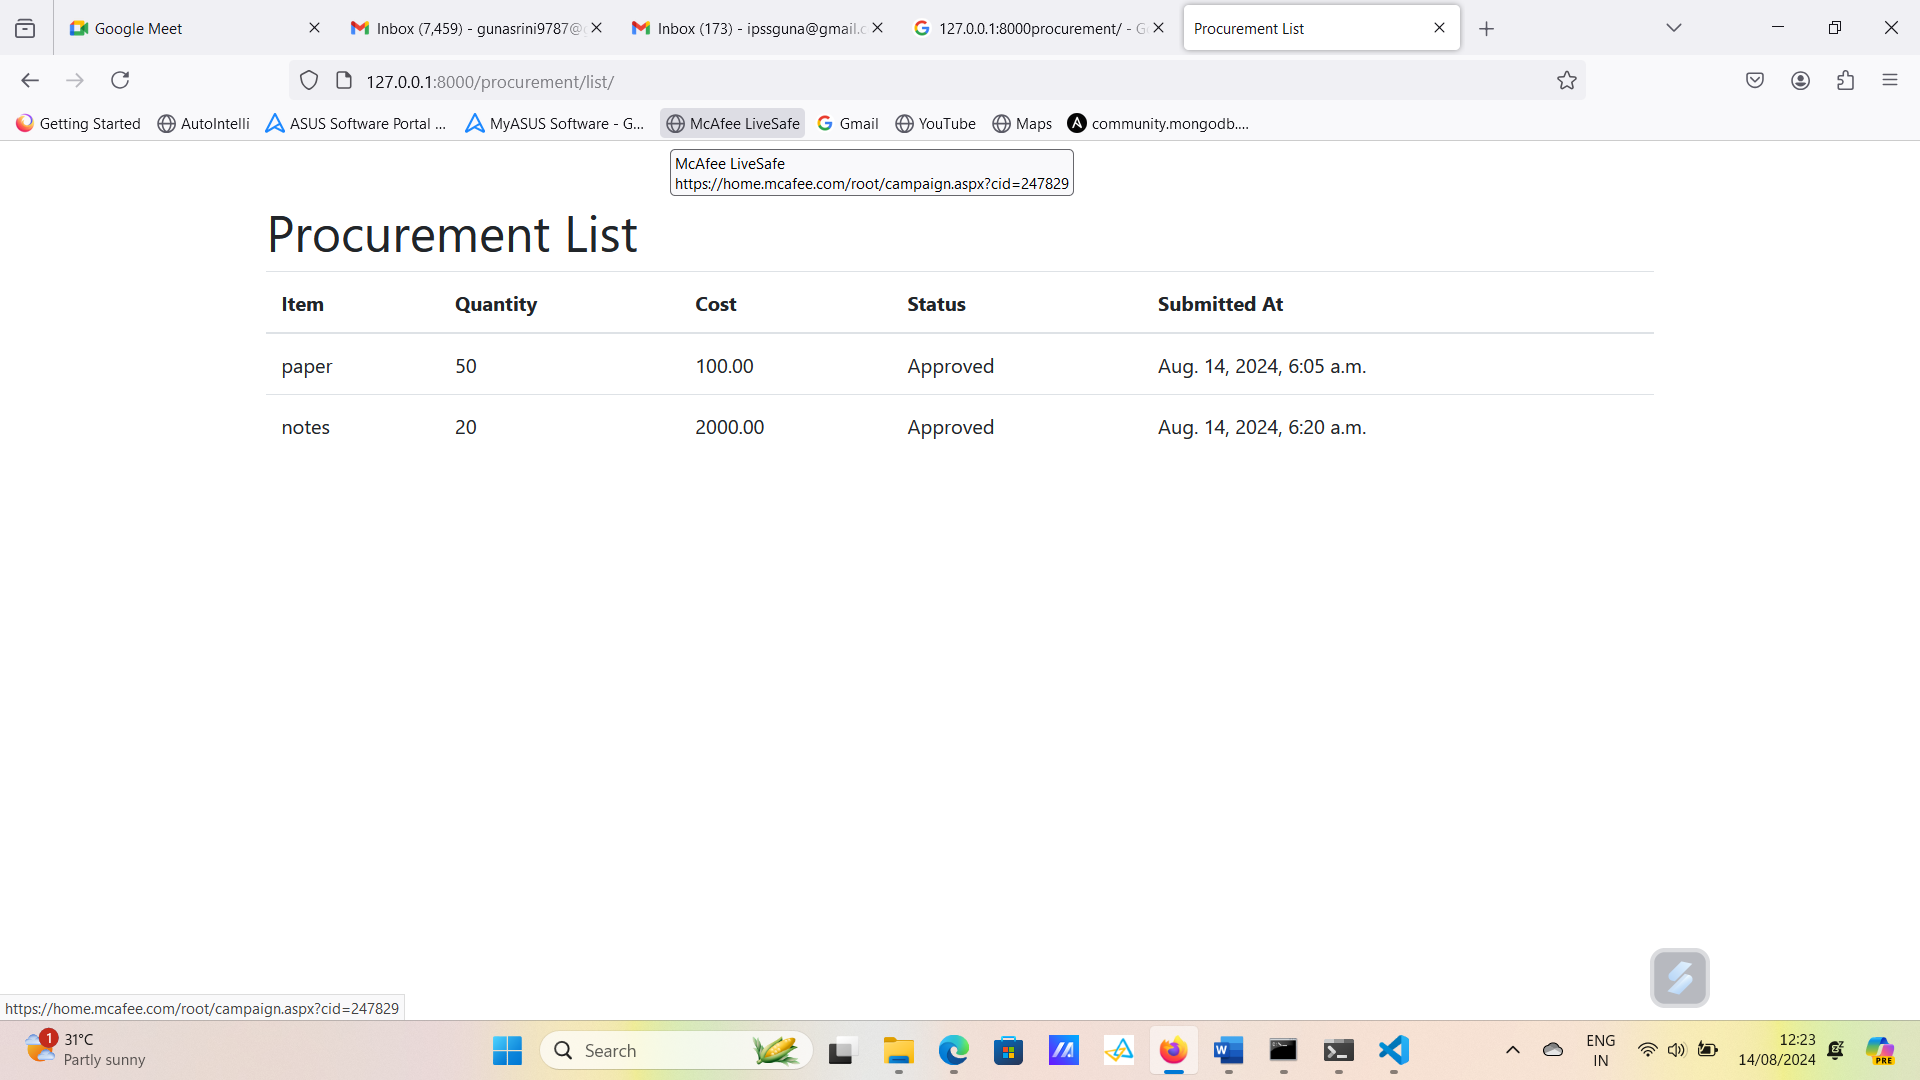 Google Meet
Inbox (7,459) - gunasrini9787@
Inbox (173) - ipssguna@gmail.c
127.0.0.1:8000procurement/ - G
Procurement List
127.0.0.1:8000/procurement/list/
Getting Started
AutoIntelli
ASUS Software Portal ...
MyASUS Software - G...
McAfee LiveSafe
Gmail
YouTube
Maps
community.mongodb....
McAfee LiveSafe
https://home.mcafee.com/root/campaign.aspx?cid=247829
Procurement List
Item Quantity Cost Status Submitted At
paper 50 100.00 Approved Aug. 14, 2024, 6:05 a.m.
notes 20 2000.00 Approved Aug. 14, 2024, 6:20 a.m.
https://home.mcafee.com/root/campaign.aspx?cid=247829
1
31°C
Partly sunny
Search
ENG
IN
12:23
14/08/2024
PRE